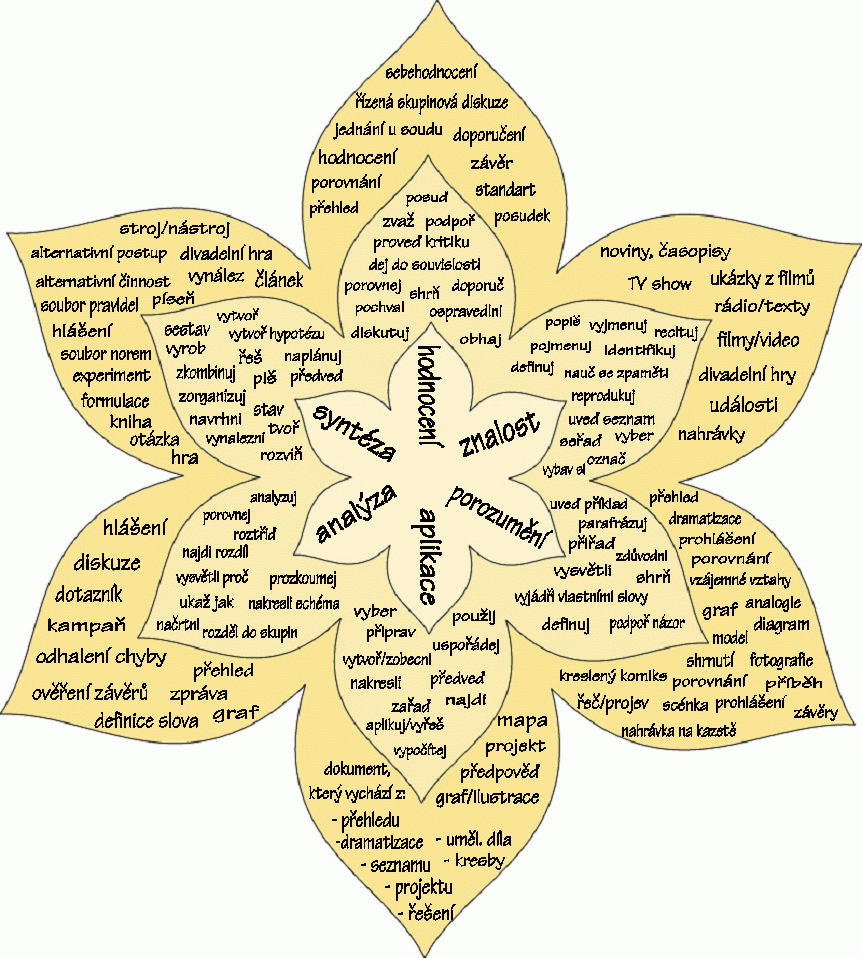 sebehodnocení
řízená skupinová diskuze
jednání u soudu
doporučení
hodnocení
závěr
porovnání
standart
přehled
posudek
posuď
zvaž podpoř
proveď kritiku
dej do souvislosti
porovnej
shrň
doporuč
pochval
ospravedlni
diskutuj
obhaj
hodnocení
noviny, časopisy
TV show
ukázky z filmů
rádio/texty
filmy/video
divadelní hry
události
nahrávky
popiš vyjmenuj recituj
pojmenuj identifikuj
definuj
nauč se zpaměti
reprodukuj
uveď seznam
seřaď vyber
označ
vybav si
znalost
uveď příklad
parafrázuj
přiřaď
zdůvodni
vysvětli
shrň
vyjádři vlastními slovy
definuj
podpoř názor
porozumění
přehled
dramatizace
prohlášení
porovnání
vzájemné vztahy
graf
analogie
model
diagram
shrnutí
fotografie
kreslený komiks
porovnání
příběh
řeč/projev
scénka
prohlášení
závěry
nahrávka na kazetě
aplikace
vyber
použij
připrav
uspořádej
vytvoř/zobecni
nakresli
předveď
zařaď
najdi
aplikuj/vyřeš
vypočítej
mapa
projekt
předpověď
graf/ilustrace
dokument,
který vychází z:
- přehledu
-dramatizace
- uměl. díla
- seznamu
- kresby
- projektu
- řešení
analýza
analyzuj
porovnej
roztřiď
najdi rozdíl
vysvětli proč
prozkoumej
ukaž jak
nakresli schéma
načrtni
rozděl do skupin
hlášení
diskuze
dotazník
kampaň
odhalení chyby
přehled
ověření závěrů
zpráva
definice slova
graf
syntéza
vytvoř
sestav
vytvoř hypotézu
vyrob
řeš
naplánuj
zkombinuj
piš
předveď
zorganizuj
stav
navrhni
tvoř
vynalezni
rozviň
stroj/nástroj
alternativní postup
divadelní hra
alternativní činnost
vynález
článek
soubor pravidel
píseň
hlášení
soubor norem
experiment
formulace
kniha
otázka
hra